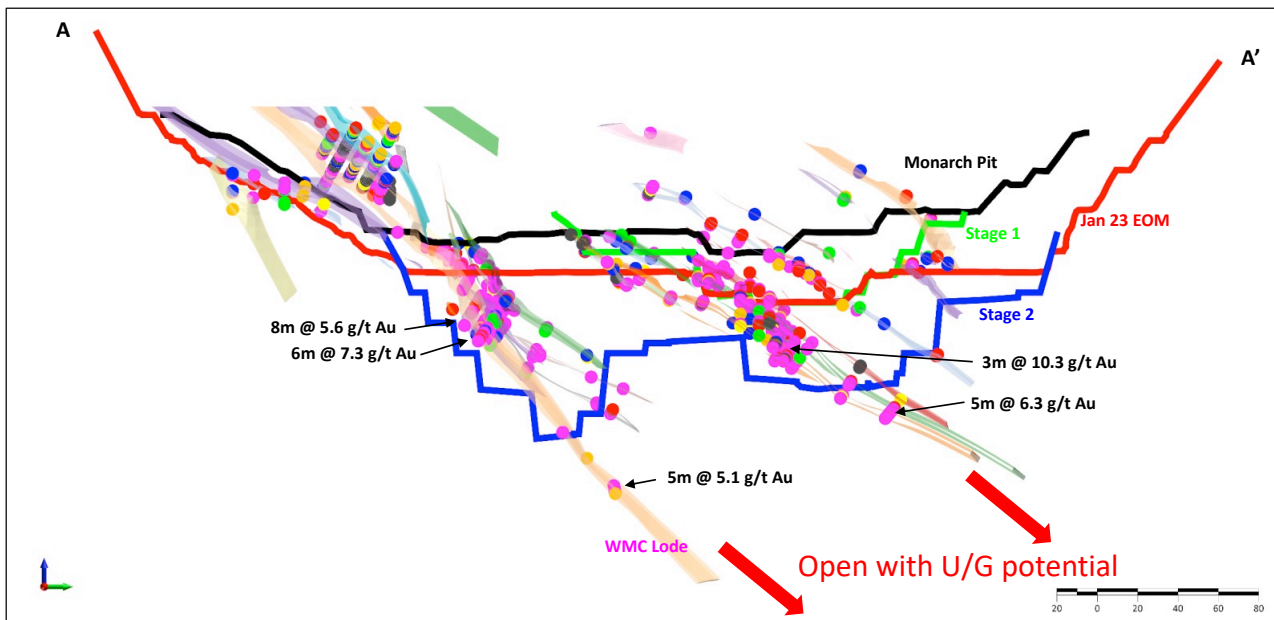 A
A’
Monarch Pit
Stage 1
Jan 23 EOM
Stage 2
8m @ 5.6 g/t Au
6m @ 7.3 g/t Au
3m @ 10.3 g/t Au
5m @ 6.3 g/t Au
5m @ 5.1 g/t Au
WMC Lode
Open with U/G potential
20 0 20 40 60 80